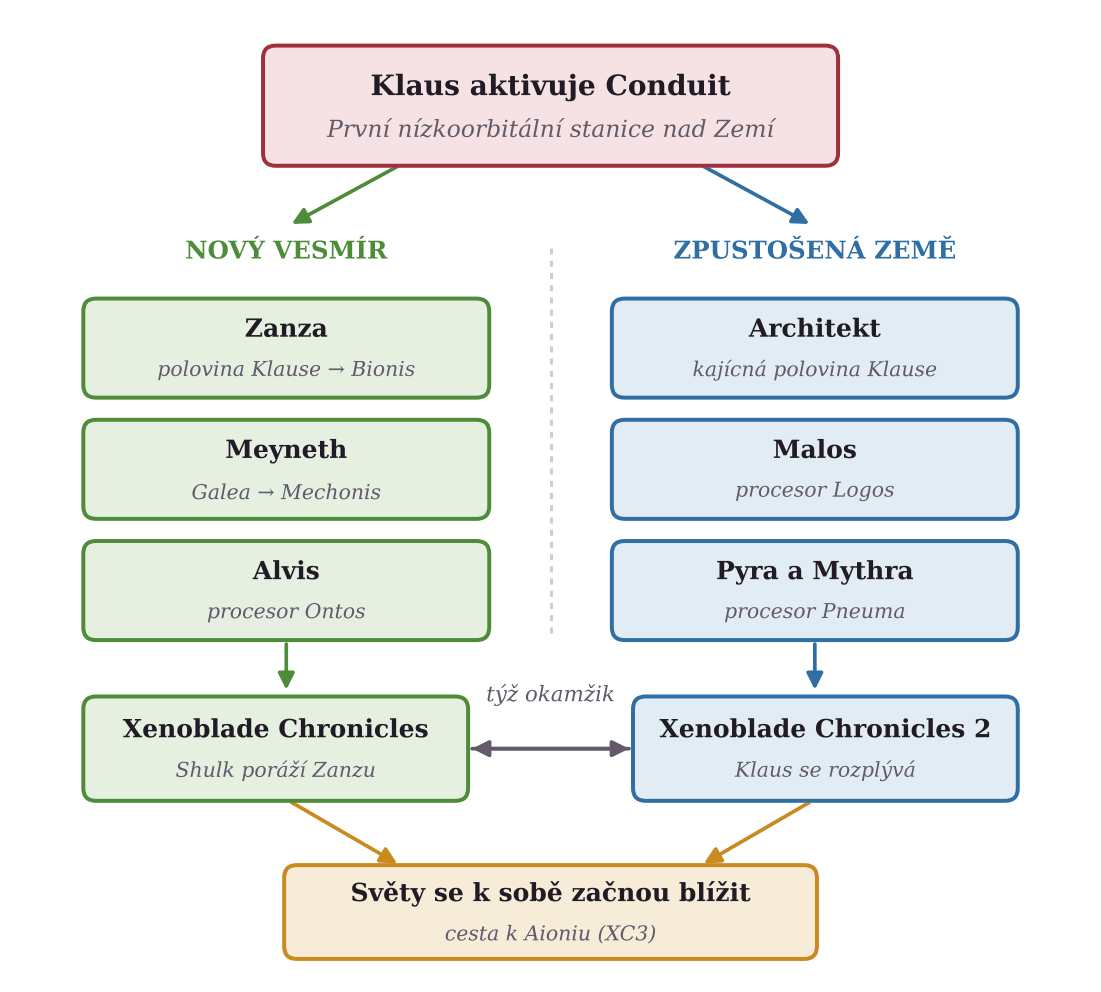 Klaus aktivuje Conduit
První nízkoorbitální stanice nad Zemí
NOVÝ VESMÍR
Zanza
polovina Klause → Bionis
Meyneth
Galea → Mechonis
Alvis
procesor Ontos
ZPUSTOŠENÁ ZEMĚ
Architekt
kajícná polovina Klause
Malos
procesor Logos
Pyra a Mythra
procesor Pneuma
Xenoblade Chronicles
Shulk poráží Zanzu
týž okamžik
Xenoblade Chronicles 2
Klaus se rozplývá
Světy se k sobě začnou blížit
cesta k Aioniu (XC3)